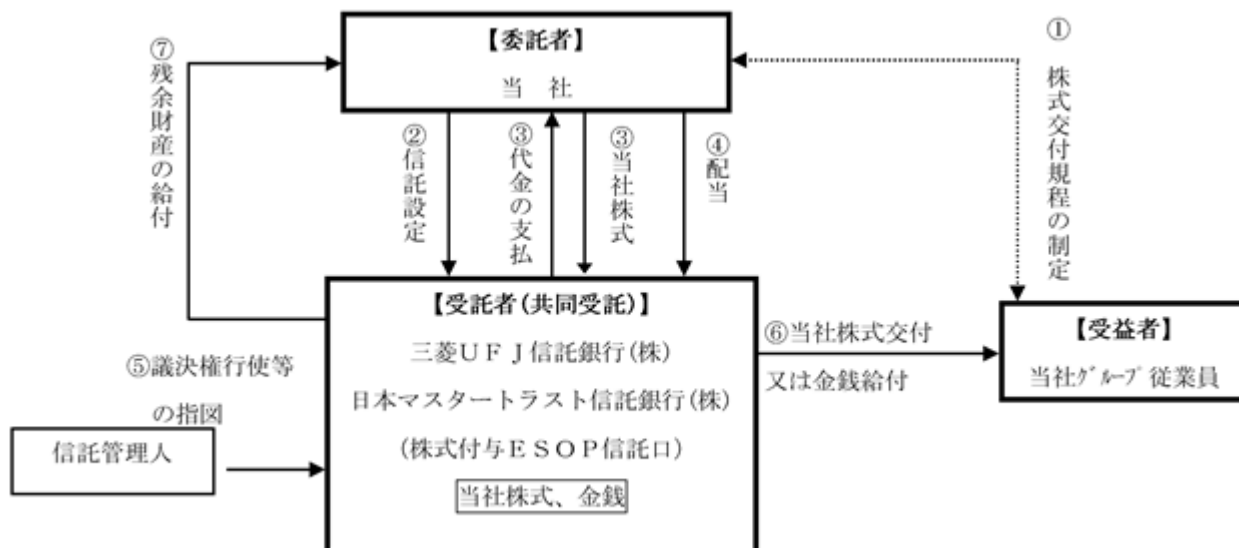 【委託者】
当　社
①　株式交付規程の制定
⑦残余財産の給付
②信託設定
③代金の支払
③当社株式
④配当
【受託者(共同受託)】
三菱ＵＦＪ信託銀行(株)
日本マスタートラスト信託銀行(株)
(株式付与ＥＳＯＰ信託口)
当社株式、金銭
⑤議決権行使等
の指図
信託管理人
⑥当社株式交付
又は金銭給付
【受益者】
当社ｸﾞﾙｰﾌﾟ従業員